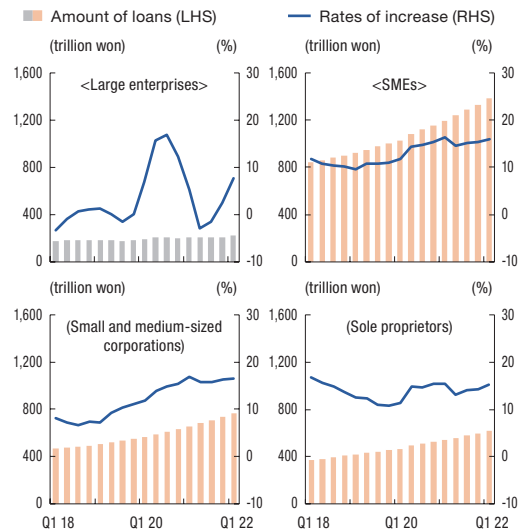 Amount of loans (LHS) Rates of increase (RHS)
(trillion won) (%) (trillion won) (%)
<Large enterprises> <SMEs>
1,600 30 1,600 30
1,200 20 1,200 20
800 10 800 10
400 0 400 0
0 -10 0 -10
(trillion won) (%) (trillion won) (%)
1,600 30 1,600 30
(Small and medium-sized (Sole proprietors)
corporations)
1,200 20 1,200 20
800 10 800 10
400 0 400 0
0 -10 0 -10
Q1 18 Q1 20 Q1 22 Q1 18 Q1 20 Q1 22